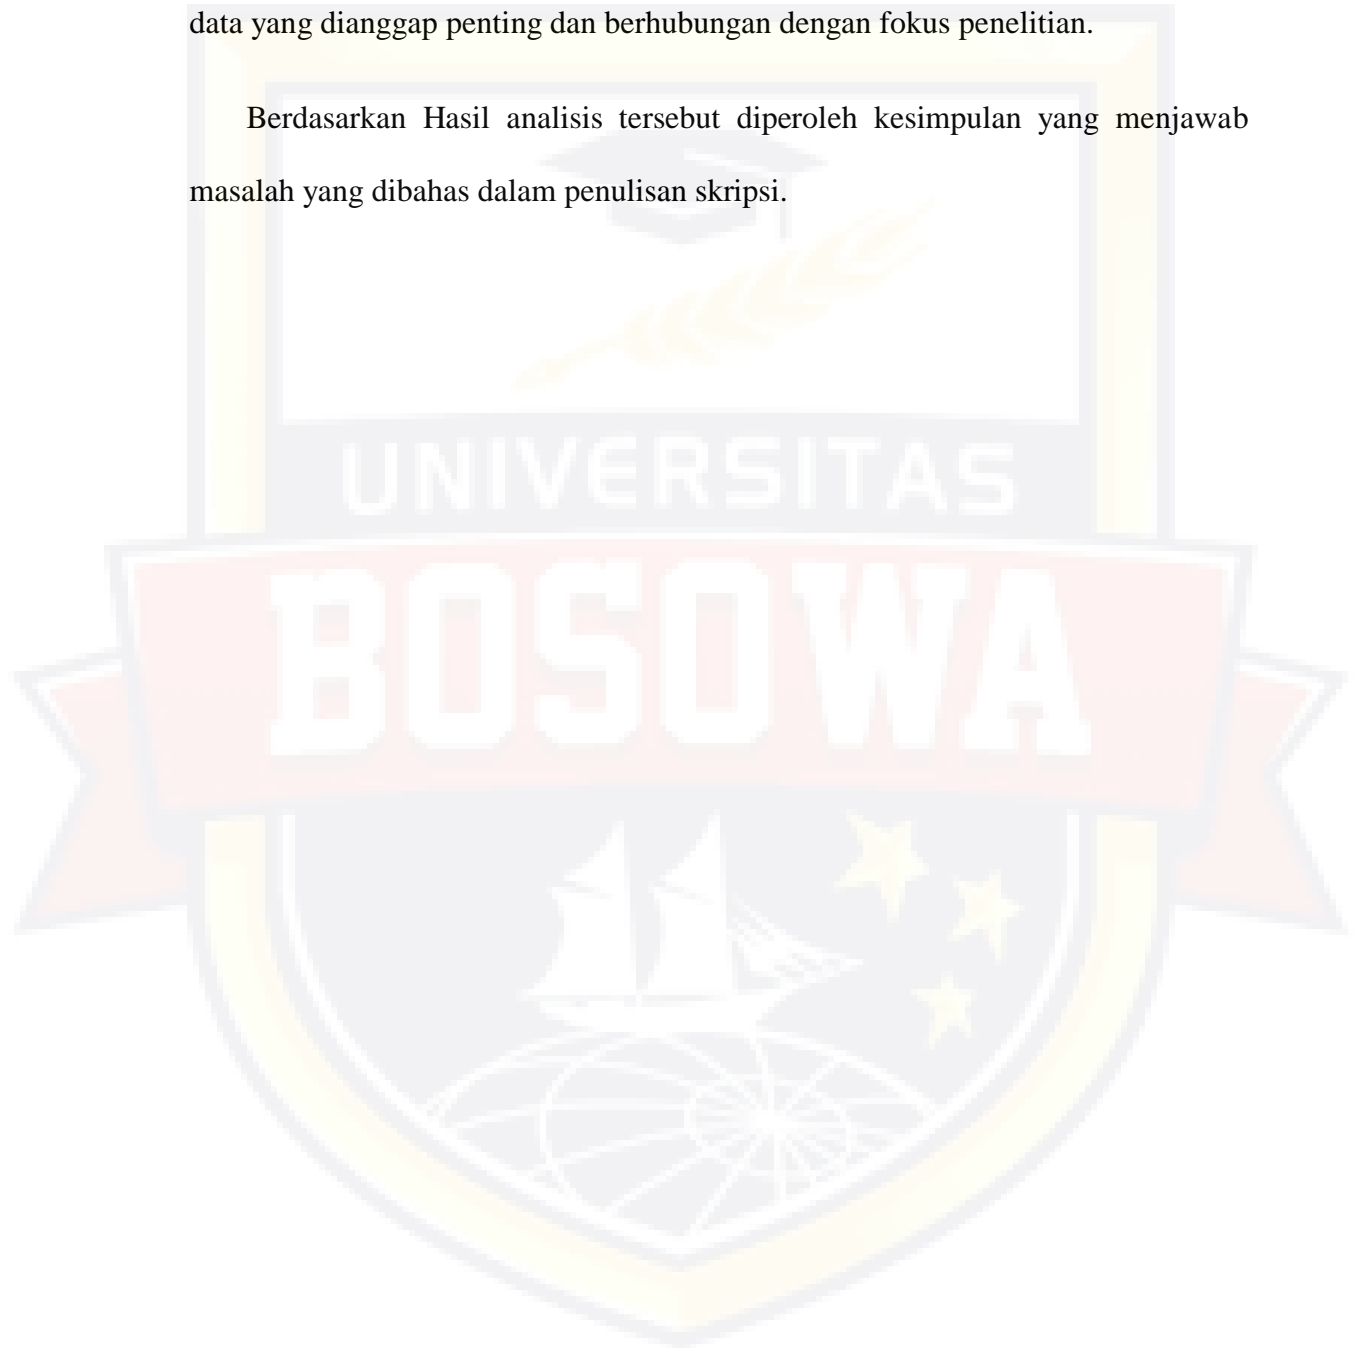 data yang dianggap penting dan berhubungan dengan fokus penelitian.
Berdasarkan Hasil analisis tersebut diperoleh kesimpulan yang menjawab
masalah yang dibahas dalam penulisan skripsi.
UNIVERSITAS
BOSOWA